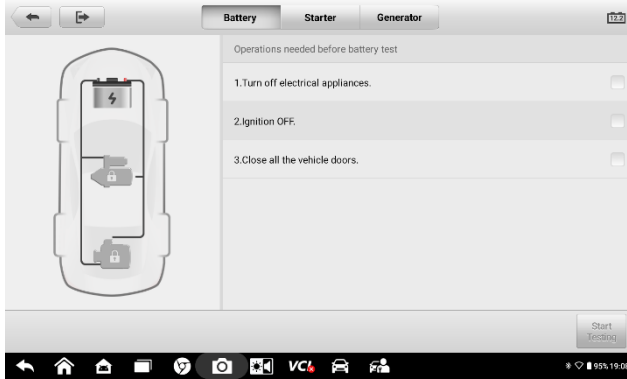 Battery Starter Generator
12.2
Operations needed before battery test
1.Turn off electrical appliances.
2.Ignition OFF.
3.Close all the vehicle doors.
Start
Testing
VCI
95% 19:08